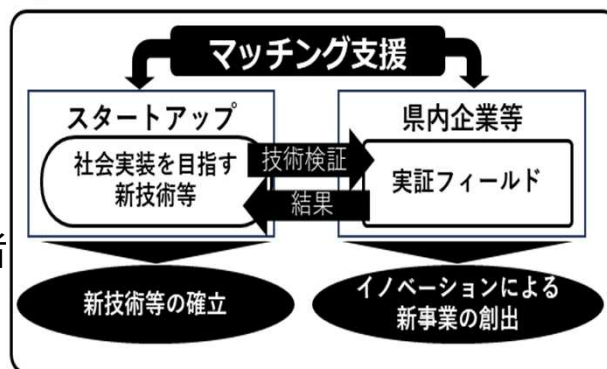 マッチング支援
スタートアップ
社会実装を目指す
新技術等
技術検証
結果
県内企業等
実証フィールド
新技術等の確立
イノベーションによる
新事業の創出